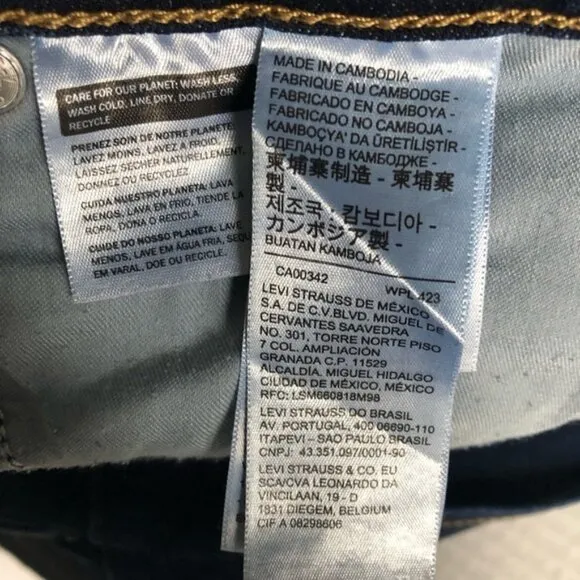 CARE FOR OUR PLANET: WASH LESS,
WASH COLD, LINE DRY, DONATE OR
RECYCLE
PRENEZ SOIN DE NOTRE PLANÈTE:
LAVEZ MOINS, LAVEZ À FROID,
LAISSEZ SÉCHER NATURELLEMENT,
DONNEZ OU RECYCLEZ
CUIDA NUESTRO PLANETA: LAVA
MENOS, LAVA EN FRIO, TIENDE LA
ROPA, DONA O RECICLA.
CUIDE DO NOSSO PLANETA: LAVE
MENOS, LAVE EM ÁGUA FRIA,
EM VARAL, DOE OU RECICLE.
MADE IN CAMBODIA -
FABRIQUE AU CAMBODGE -
FABRICADO EN CAMBOYA -
FABRICADO NO CAMBOJA -
KAMBOÇYA' DA ÜRETİLİŞTİR -
СДЕЛАНО В КАМБОДЖЕ -
柬埔寨制造 - 柬埔寨
製 -
제조국 : 캄보디아 -
カンボジア製 -
BUATAN KAMBOJA
CA00342 WPL 423
LEVI STRAUSS DE MÉXICO
S.A. DE C.V.BLVD. MIGUEL DE
CERVANTES SAAVEDRA
NO. 301, TORRE NORTE PISO
7 COL. AMPLIACIÓN
GRANADA C.P. 11529
ALCALDÍA. MIGUEL HIDALGO
CIUDAD DE MÉXICO, MÉXICO
RFC: LSM660818M98
LEVI STRAUSS DO BRASIL
AV. PORTUGAL, 400 06690-110
ITAPEVI - SAO PAULO BRASIL
CNPJ: 43.351.097/0001-90
LEVI STRAUSS & CO. EU
SCA/CVA LEONARDO DA
VINCILAAN, 19 - D
1831 DIEGEM, BELGIUM
CIF A 08298606